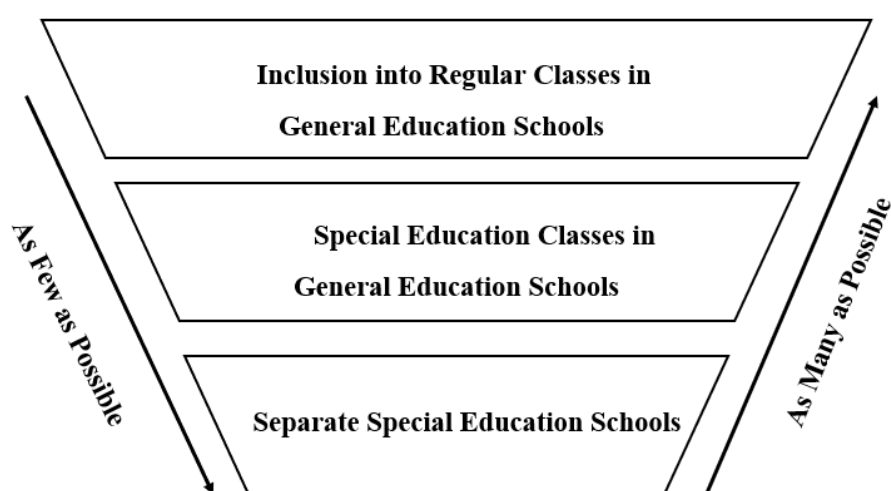 Inclusion into Regular Classes in
General Education Schools
Special Education Classes in
General Education Schools
Separate Special Education Schools
As Few as Possible
As Many as Possible